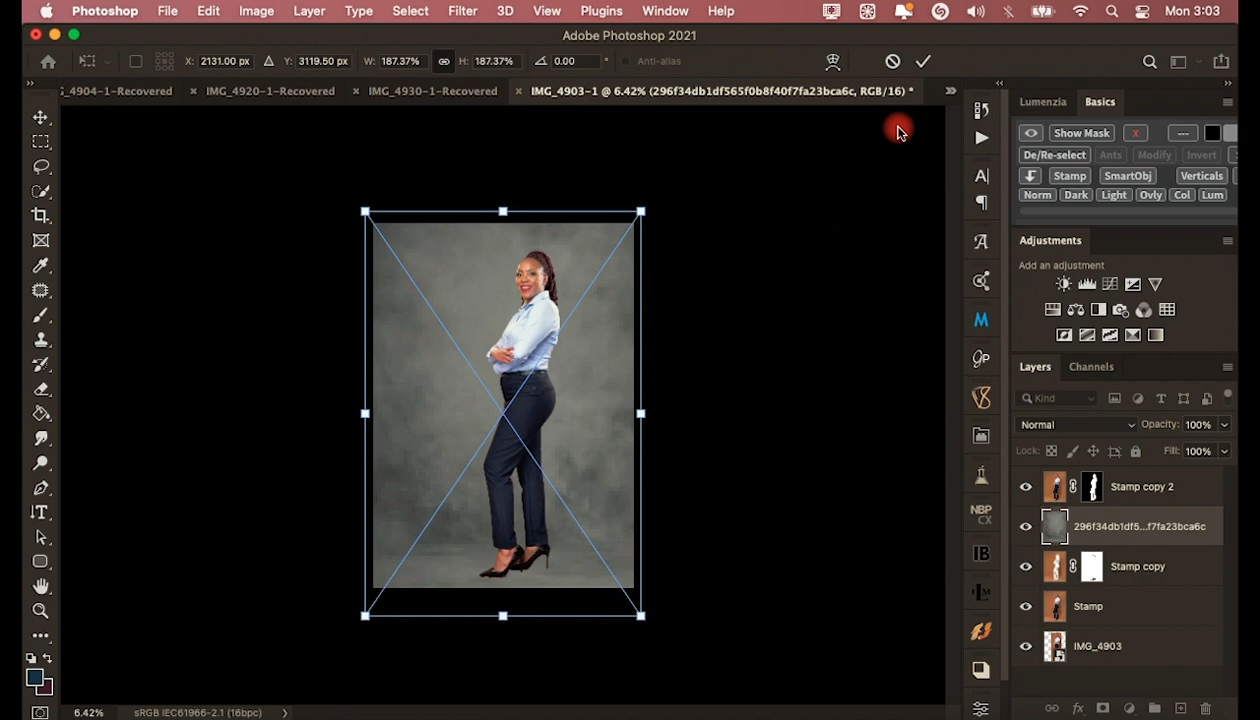 Photoshop File Edit Image Layer Type Select Filter 3D View Plugins Window Help Mon 3:03
Adobe Photoshop 2021
X: 2131.00 px Y: 3119.50 px W: 187.37% H: 187.37% 0.00 ° Anti-alias
_4904-1-Recovered × IMG_4920-1-Recovered × IMG_4930-1-Recovered × IMG_4903-1 @ 6.42% (296f34db1df565f0b8f40f7fa23bca6c, RGB/16) *
Lumenzia Basics
Show Mask X ---
De/Re-select Ants Modify Invert
Stamp SmartObj Verticals
Norm Dark Light Ovly Col Lum
Adjustments
Add an adjustment
Layers Channels
Kind
Normal Opacity: 100%
Lock: Fill: 100%
Stamp copy 2
296f34db1df5...f7fa23bca6c
Stamp copy
Stamp
IMG_4903
NBP
CX
IB
6.42% sRGB IEC61966-2.1 (16bpc)